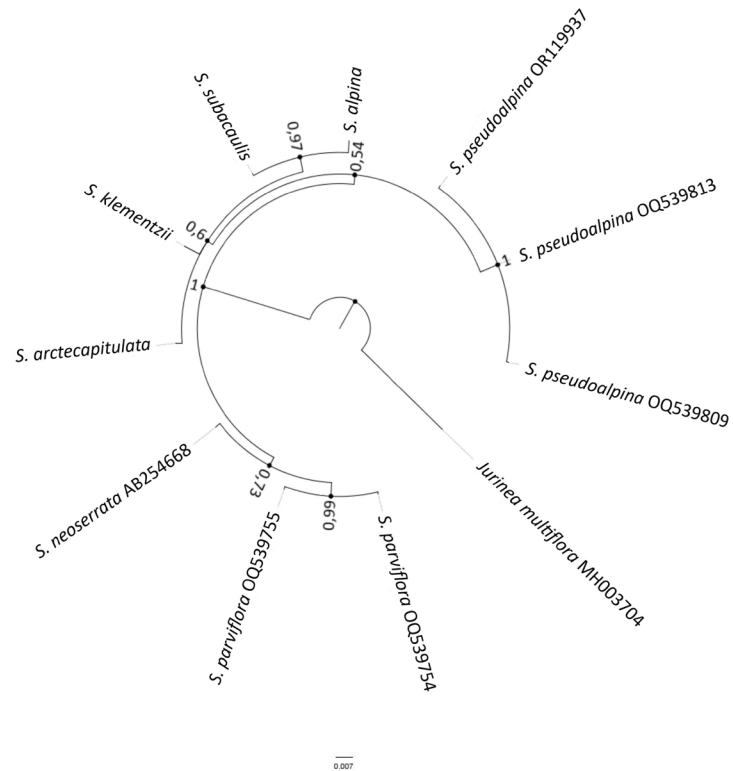 S. alpina
0,54
S. pseudoalpina OR119937
S. pseudoalpina OQ539813
1
S. pseudoalpina OQ539809
Jurinea multiflora MH003704
S. parviflora OQ539754
0,99
S. parviflora OQ539755
0,73
S. neoserrata AB254668
S. arctecapitulata
1
S. klementzii
0,6
S. subacaulis
0,97
0.007